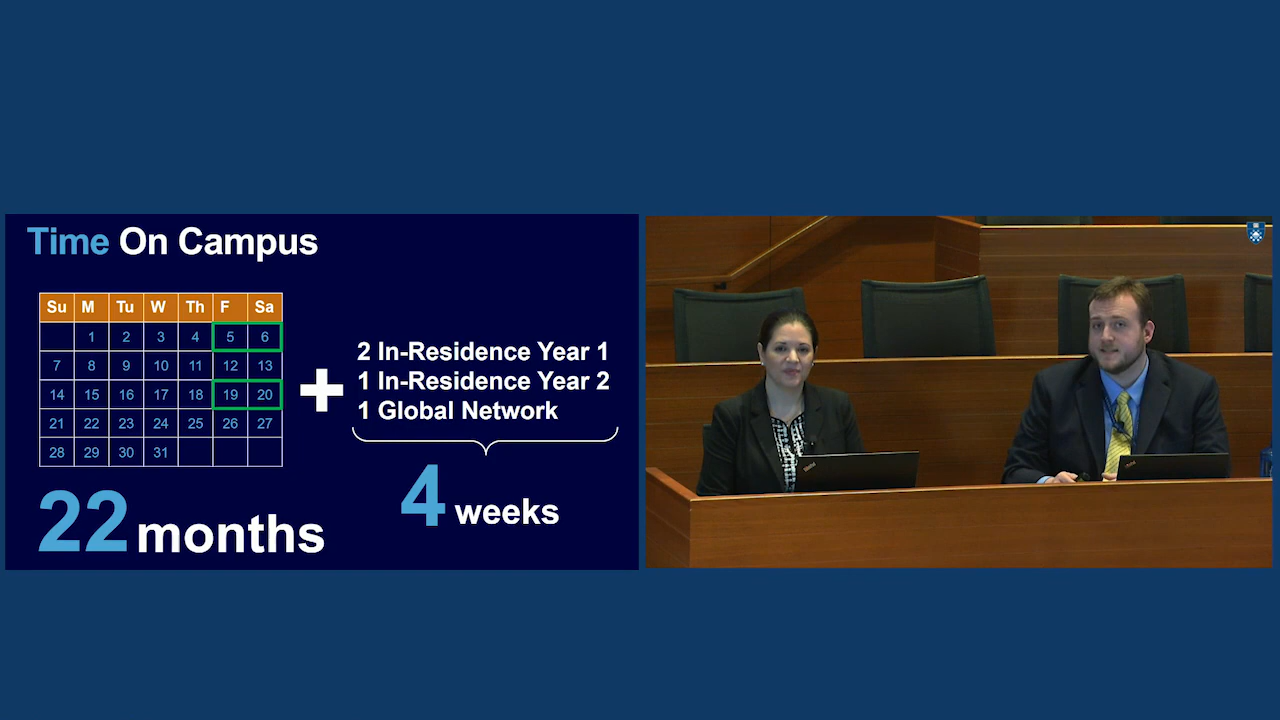 Time On Campus
Su M Tu W Th F Sa
1 2 3 4 5 6
7 8 9 10 11 12 13
14 15 16 17 18 19 20
21 22 23 24 25 26 27
28 29 30 31
22 months
+
2 In-Residence Year 1
1 In-Residence Year 2
1 Global Network
4 weeks